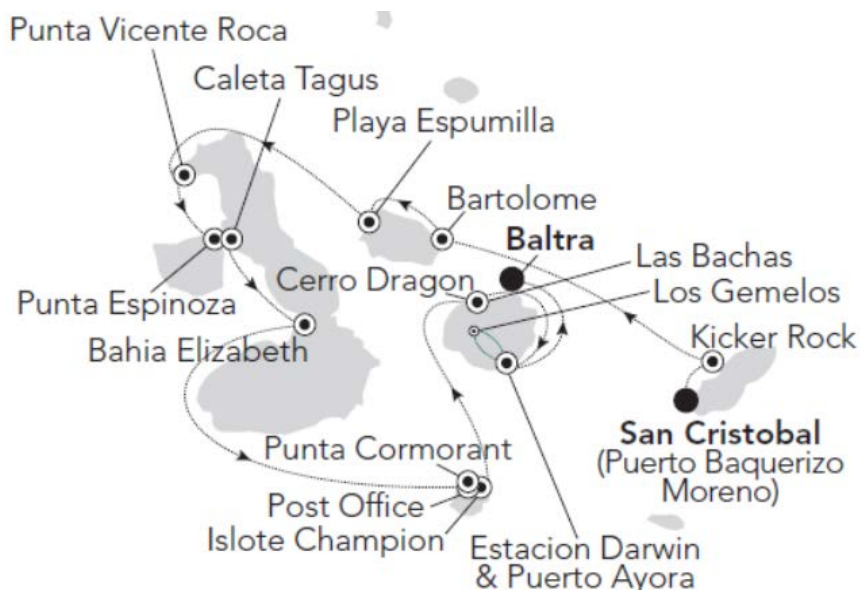 Punta Vicente Roca
Caleta Tagus
Playa Espumilla
Bartolome
Baltra
Las Bachas
Cerro Dragon
Los Gemelos
Punta Espinoza
Kicker Rock
Bahia Elizabeth
San Cristobal
(Puerto Baquerizo
Moreno)
Punta Cormorant
Post Office
Islote Champion
Estacion Darwin
& Puerto Ayora